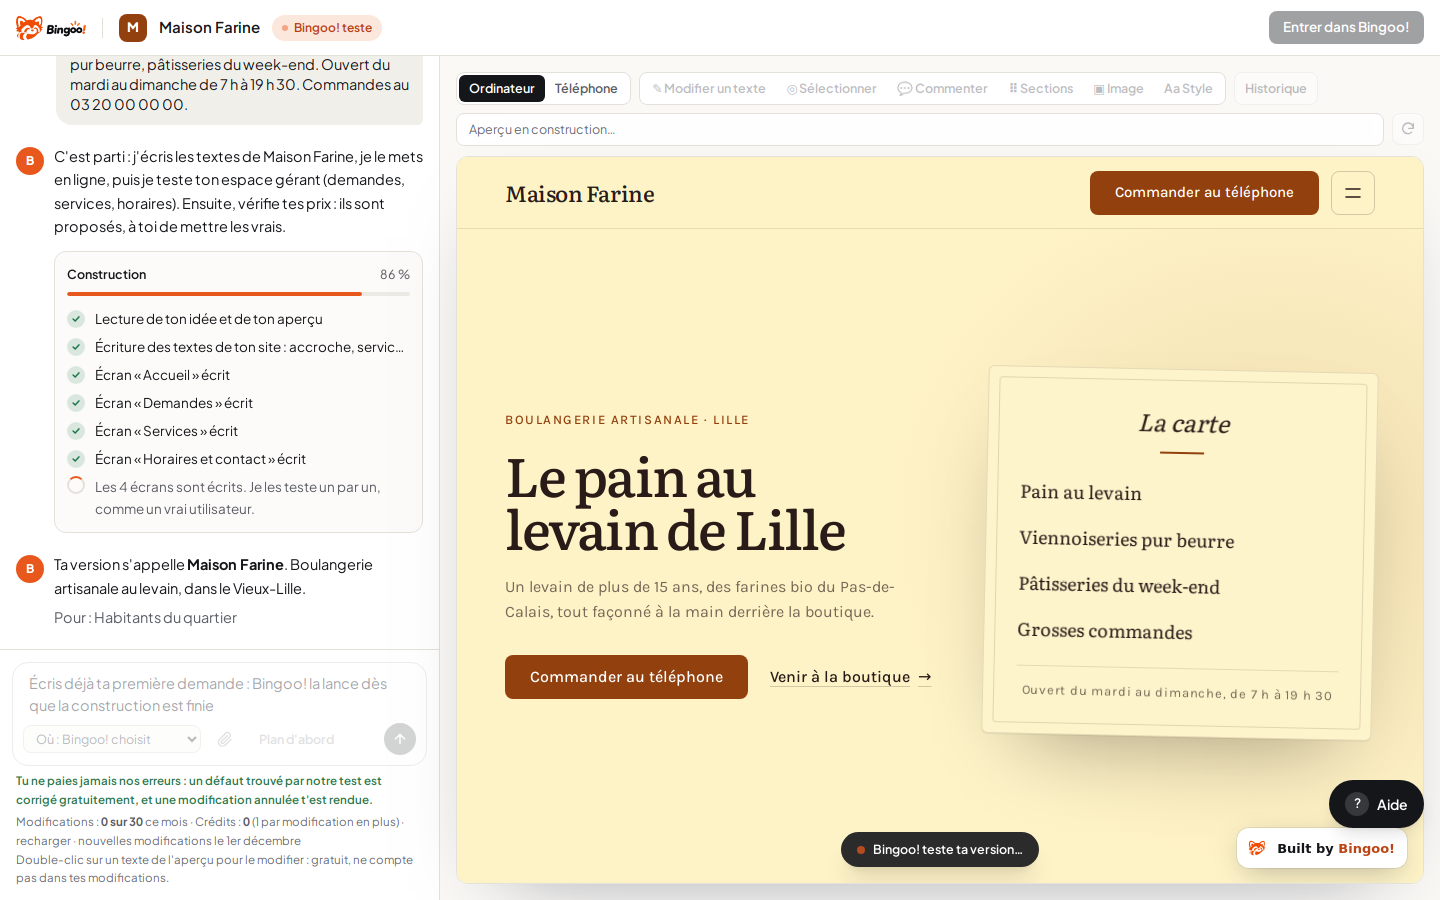 Bingoo!
M
Maison Farine
Bingoo! teste
Entrer dans Bingoo!
pur beurre, pâtisseries du week-end. Ouvert du
mardi au dimanche de 7 h à 19 h 30. Commandes au
03 20 00 00 00.
B
C'est parti : j'écris les textes de Maison Farine, je le mets
en ligne, puis je teste ton espace gérant (demandes,
services, horaires). Ensuite, vérifie tes prix : ils sont
proposés, à toi de mettre les vrais.
Construction
86 %
Lecture de ton idée et de ton aperçu
Écriture des textes de ton site : accroche, servic…
Écran « Accueil » écrit
Écran « Demandes » écrit
Écran « Services » écrit
Écran « Horaires et contact » écrit
Les 4 écrans sont écrits. Je les teste un par un,
comme un vrai utilisateur.
B
Ta version s'appelle Maison Farine. Boulangerie
artisanale au levain, dans le Vieux-Lille.
Pour : Habitants du quartier
Écris déjà ta première demande : Bingoo! la lance dès
que la construction est finie
Où : Bingoo! choisit
Plan d'abord
Tu ne paies jamais nos erreurs : un défaut trouvé par notre test est
corrigé gratuitement, et une modification annulée t'est rendue.
Modifications : 0 sur 30 ce mois · Crédits : 0 (1 par modification en plus) ·
recharger · nouvelles modifications le 1er décembre
Double-clic sur un texte de l'aperçu pour le modifier : gratuit, ne compte
pas dans tes modifications.
Ordinateur
Téléphone
Modifier un texte
Sélectionner
Commenter
Sections
Image
Aa Style
Historique
Aperçu en construction…
Maison Farine
Commander au téléphone
BOULANGERIE ARTISANALE · LILLE
Le pain au
levain de Lille
Un levain de plus de 15 ans, des farines bio du Pas-de-
Calais, tout façonné à la main derrière la boutique.
Commander au téléphone
Venir à la boutique →
La carte
Pain au levain
Viennoiseries pur beurre
Pâtisseries du week-end
Grosses commandes
Ouvert du mardi au dimanche, de 7 h à 19 h 30
? Aide
Bingoo! teste ta version…
Built by Bingoo!